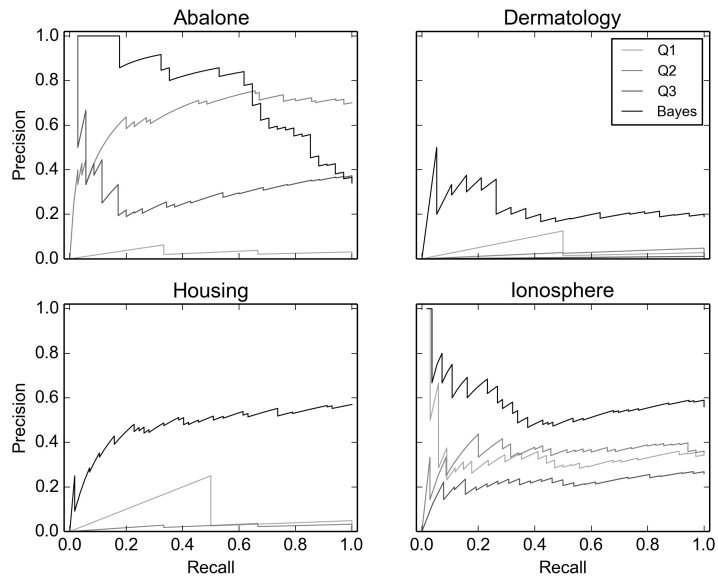 Abalone
Dermatology
1.0
0.8
0.6
0.4
0.2
0.0
Precision
Q1
Q2
Q3
Bayes
Housing
Ionosphere
1.0
0.8
0.6
0.4
0.2
0.0
Precision
0.0 0.2 0.4 0.6 0.8 1.0
Recall
0.0 0.2 0.4 0.6 0.8 1.0
Recall